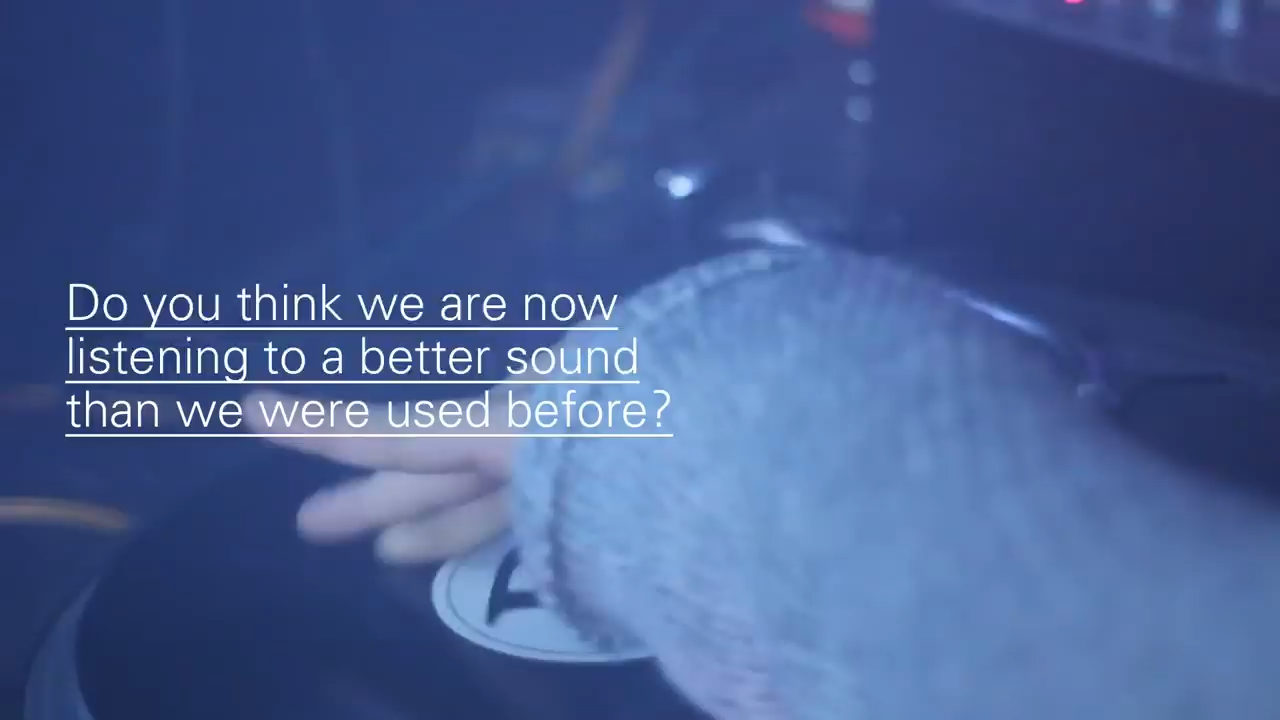 Do you think we are now
listening to a better sound
than we were used before?